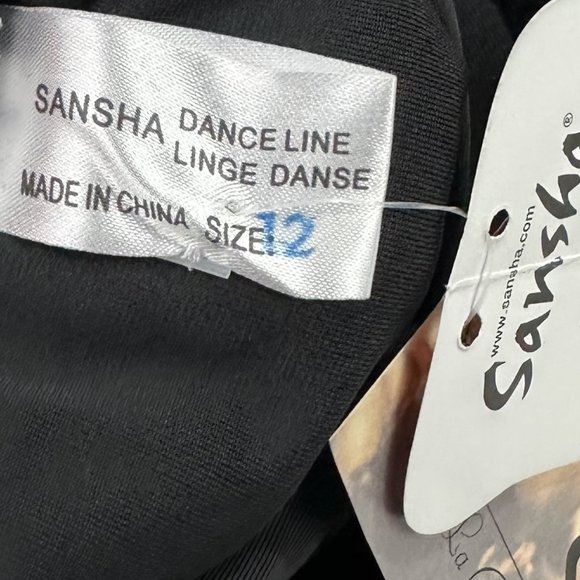 SANSHA DANCE LINE
LINGE DANSE
MADE IN CHINA SIZE: 12
Sansha®
www.sansha.com